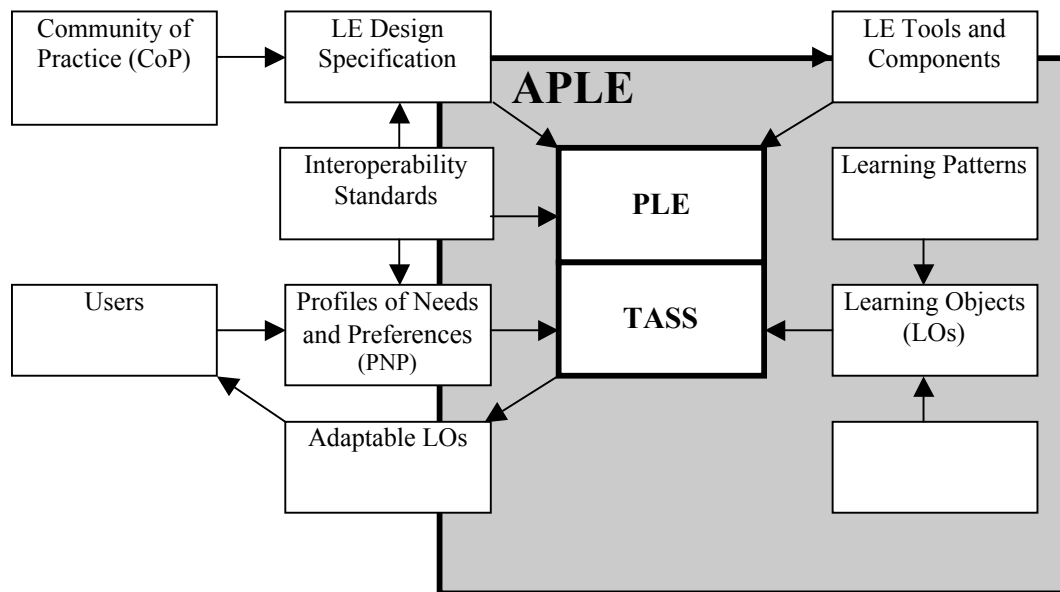 Community of
Practice (CoP)
LE Design
Specification
LE Tools and
Components
APLE
Interoperability
Standards
PLE
Learning Patterns
Users
Profiles of Needs
and Preferences
(PNP)
TASS
Learning Objects
(LOs)
Adaptable LOs